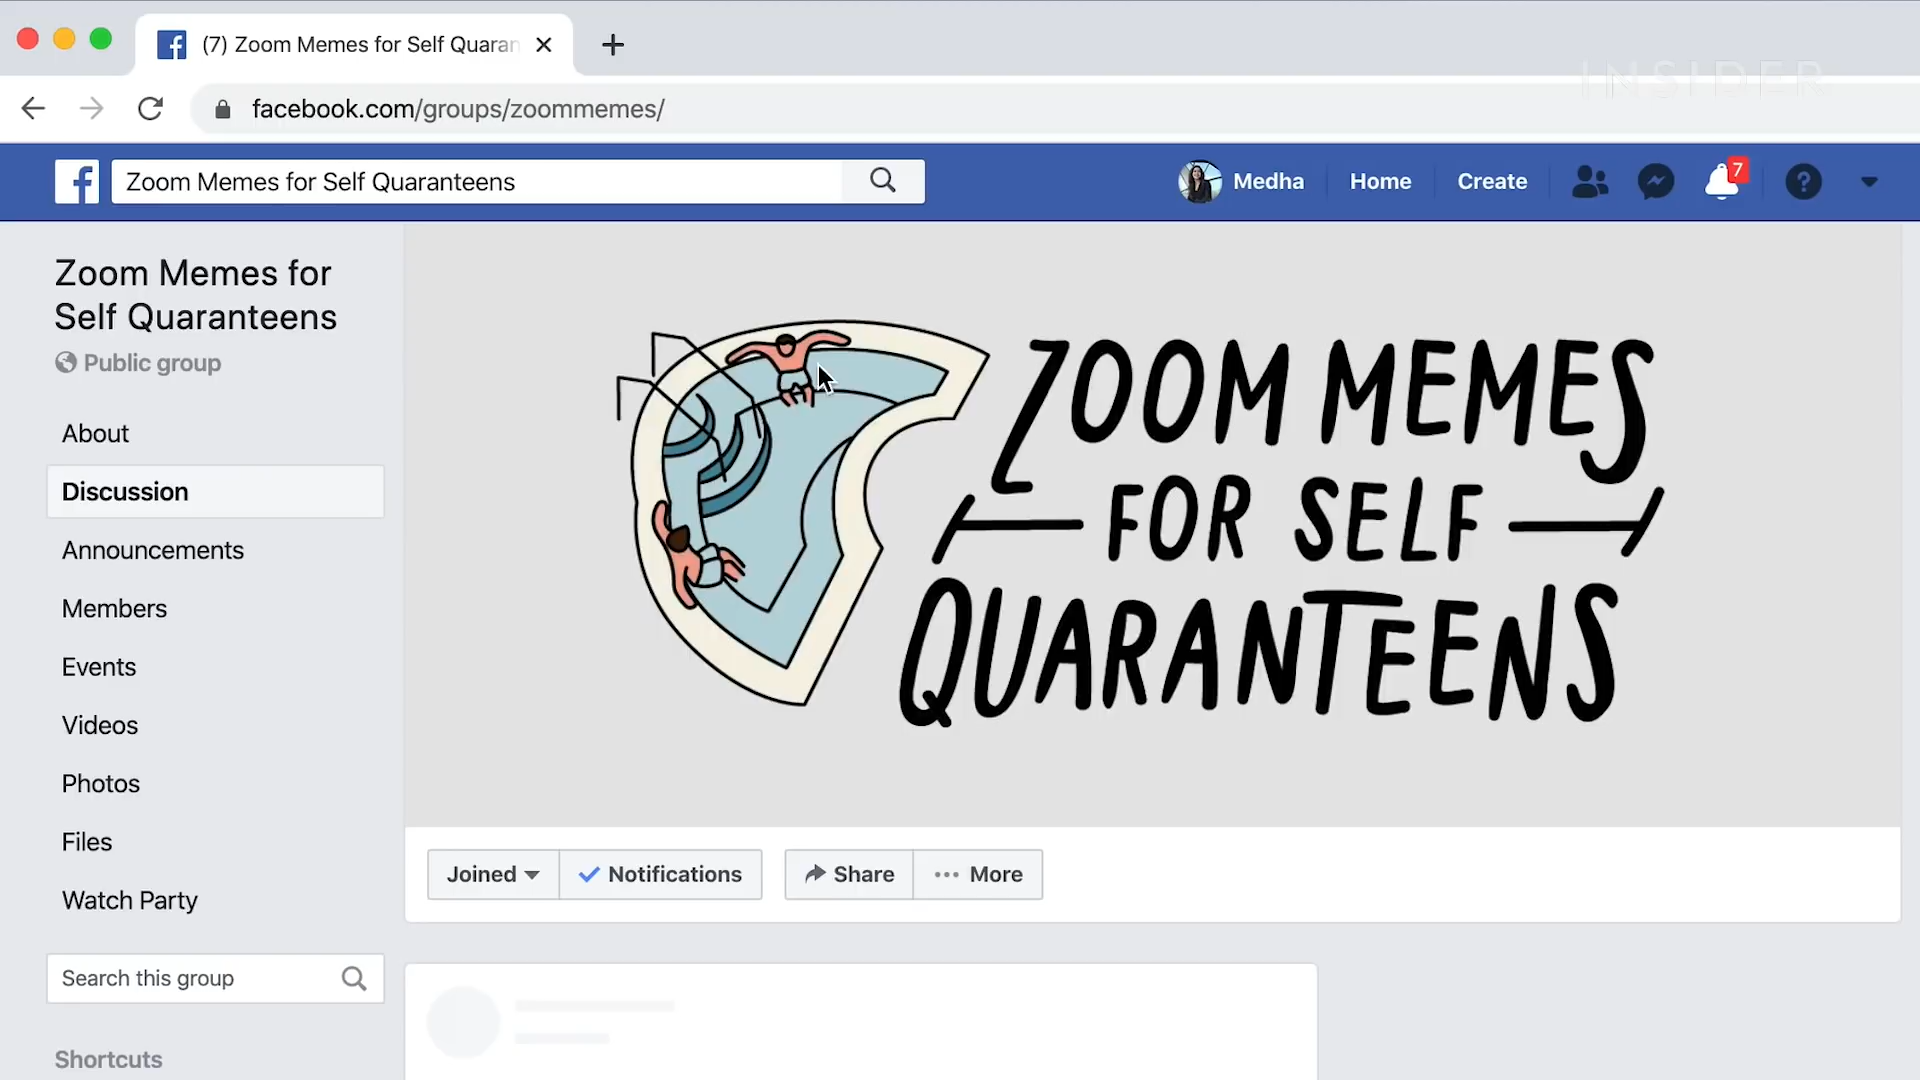 (7) Zoom Memes for Self Quaran
INSIDER
facebook.com/groups/zoommemes/
Zoom Memes for Self Quaranteens
Medha
Home
Create
7
Zoom Memes for
Self Quaranteens
Public group
About
Discussion
Announcements
Members
Events
Videos
Photos
Files
Watch Party
Search this group
Shortcuts
ZOOM MEMES
FOR SELF
QUARANTEENS
Joined
Notifications
Share
More